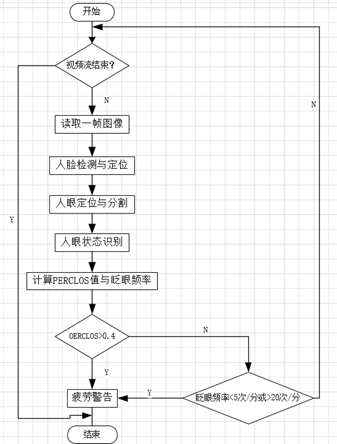 开始
视频流结束?
N
N
读取一帧图像
人脸检测与定位
人眼定位与分割
Y
人眼状态识别
计算PERCLOS值与眨眼频率
OERCLOS>0.4
N
Y
疲劳警告
Y
眨眼频率<5次/分或>20次/分
结束